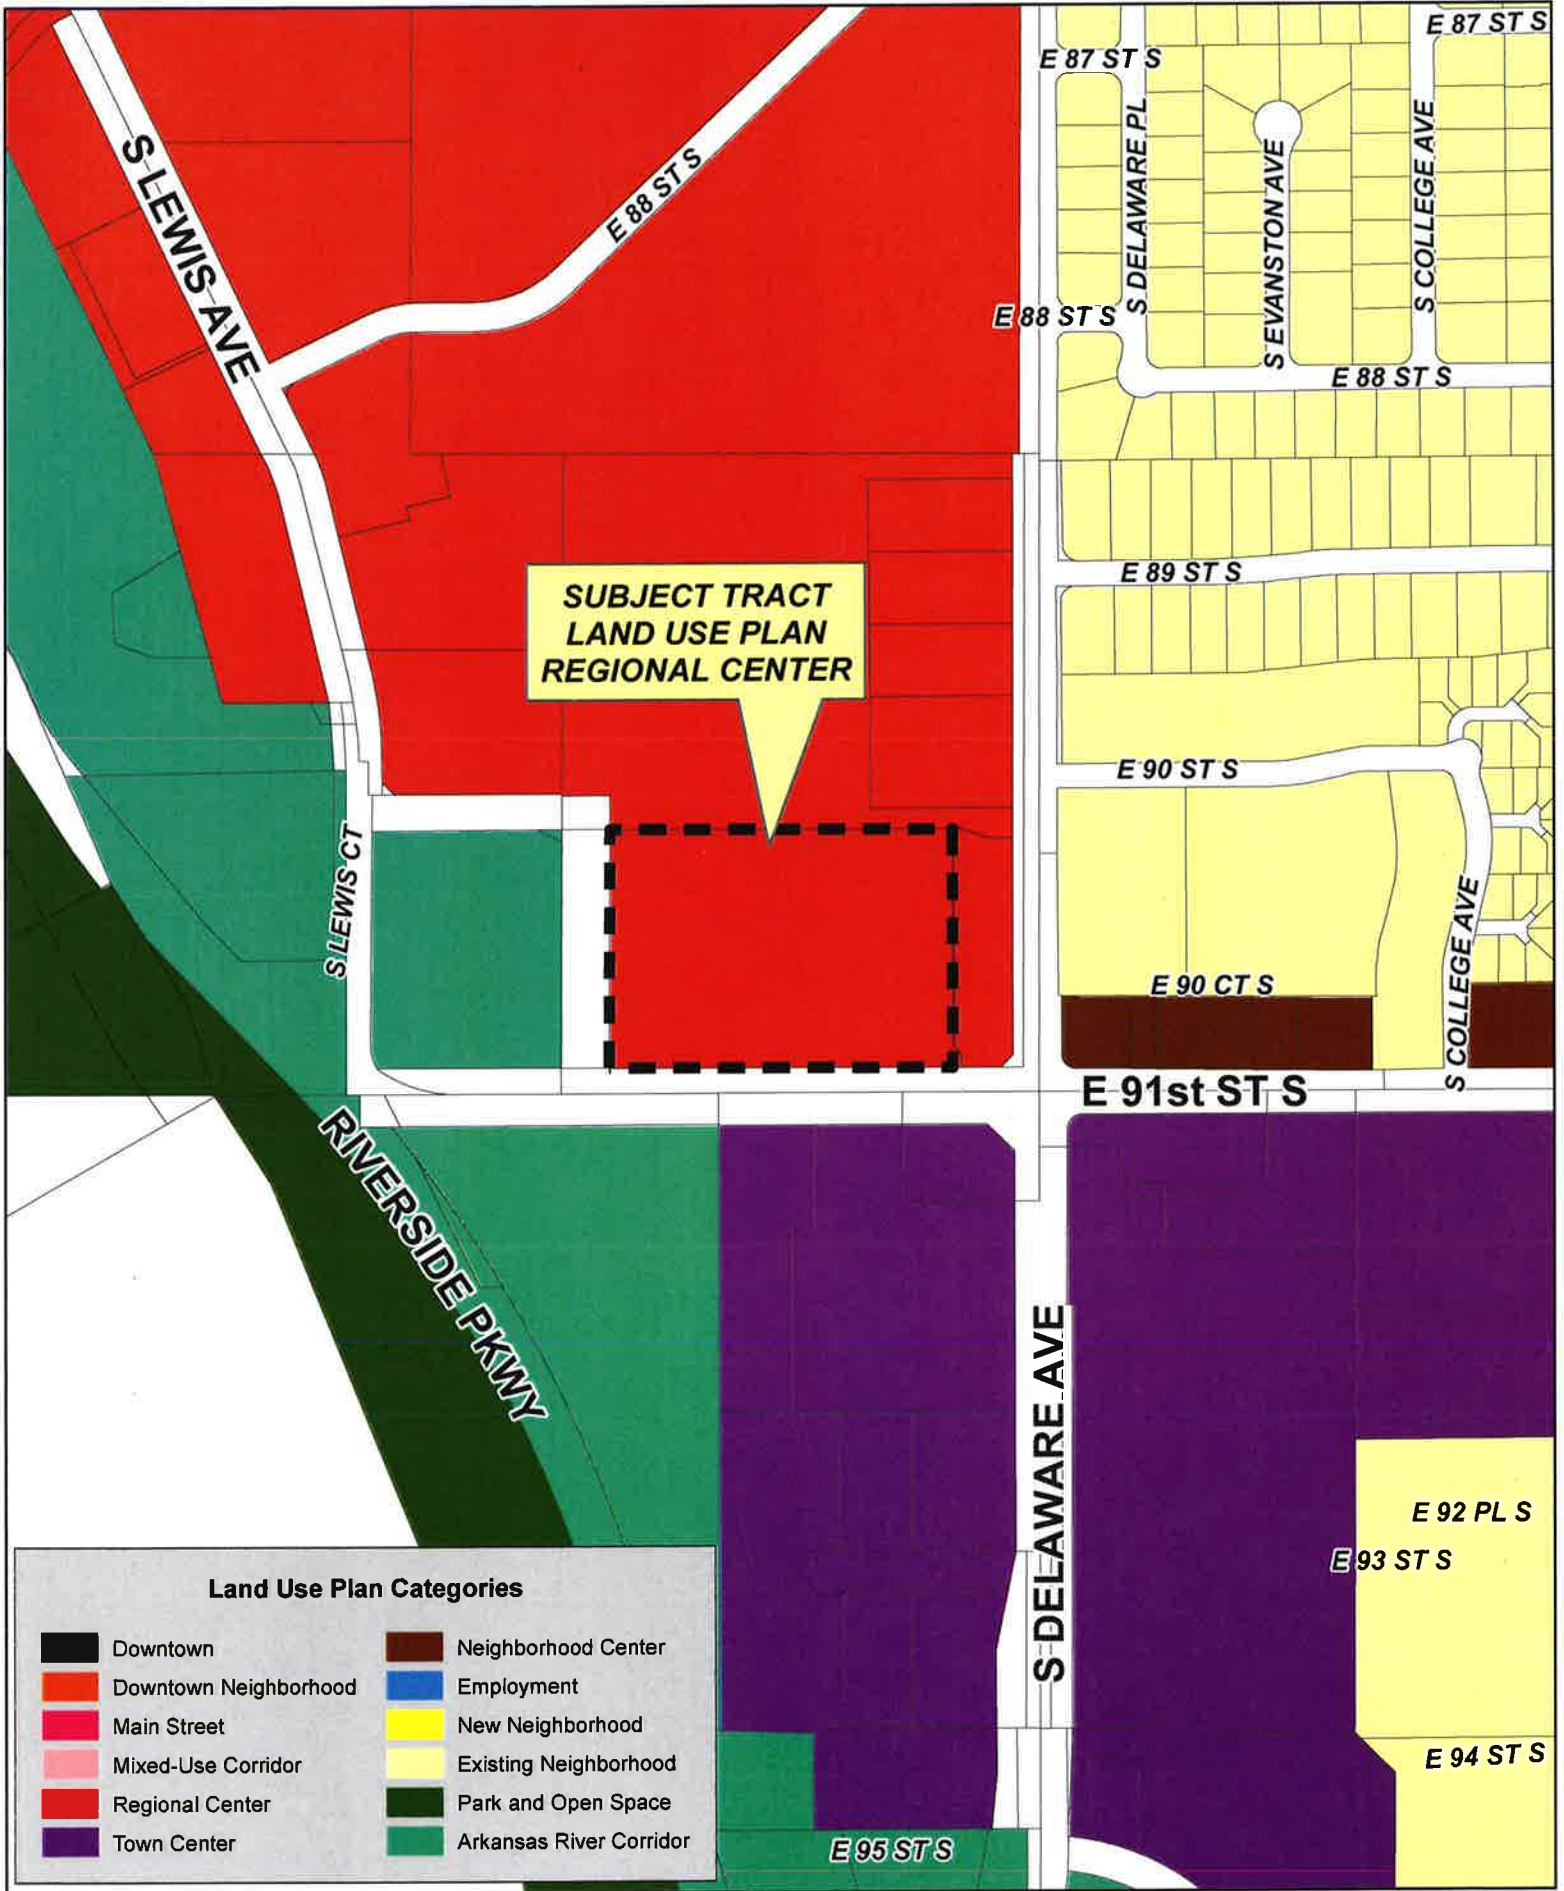 E 87 ST S
E 87 ST S
S LEWIS AVE
E 88 ST S
S DELAWARE PL
S EVANSTON AVE
S COLLEGE AVE
E 88 ST S
E 88 ST S
E 89 ST S
SUBJECT TRACT
LAND USE PLAN
REGIONAL CENTER
E 90 ST S
S LEWIS CT
S COLLEGE AVE
E 90 CT S
E 91st ST S
RIVERSIDE PKWY
S DELAWARE AVE
E 92 PL S
E 93 ST S
E 94 ST S
E 95 ST S
Land Use Plan Categories
Downtown
Downtown Neighborhood
Main Street
Mixed-Use Corridor
Regional Center
Town Center
Neighborhood Center
Employment
New Neighborhood
Existing Neighborhood
Park and Open Space
Arkansas River Corridor